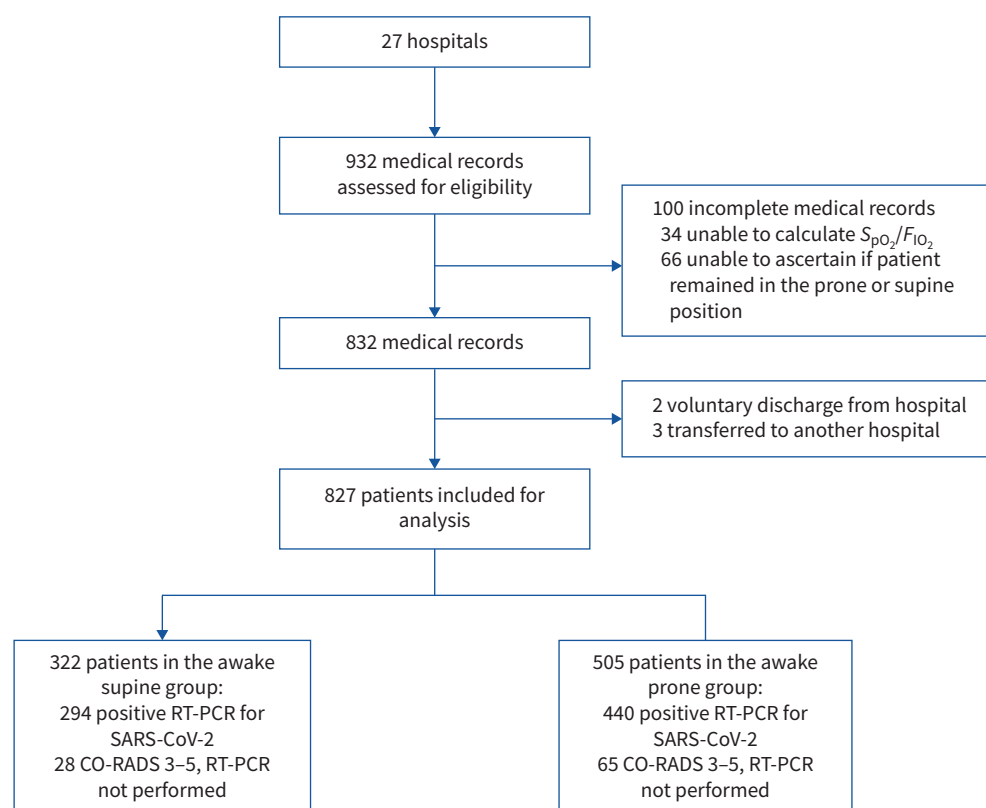 27 hospitals
932 medical records
assessed for eligibility
100 incomplete medical records
34 unable to calculate SpO₂/FIO₂
66 unable to ascertain if patient
remained in the prone or supine
position
832 medical records
2 voluntary discharge from hospital
3 transferred to another hospital
827 patients included for
analysis
322 patients in the awake
supine group:
294 positive RT-PCR for
SARS-CoV-2
28 CO-RADS 3–5, RT-PCR
not performed
505 patients in the awake
prone group:
440 positive RT-PCR for
SARS-CoV-2
65 CO-RADS 3–5, RT-PCR
not performed